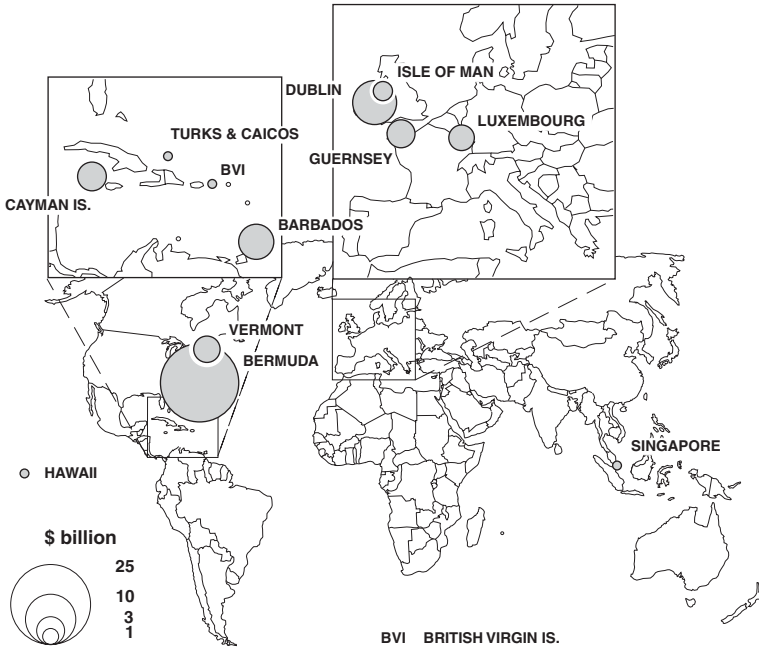 ISLE OF MAN
DUBLIN
LUXEMBOURG
GUERNSEY
TURKS & CAICOS
BVI
CAYMAN IS.
BARBADOS
VERMONT
BERMUDA
SINGAPORE
HAWAII
$ billion
25
10
3
1
BVI BRITISH VIRGIN IS.